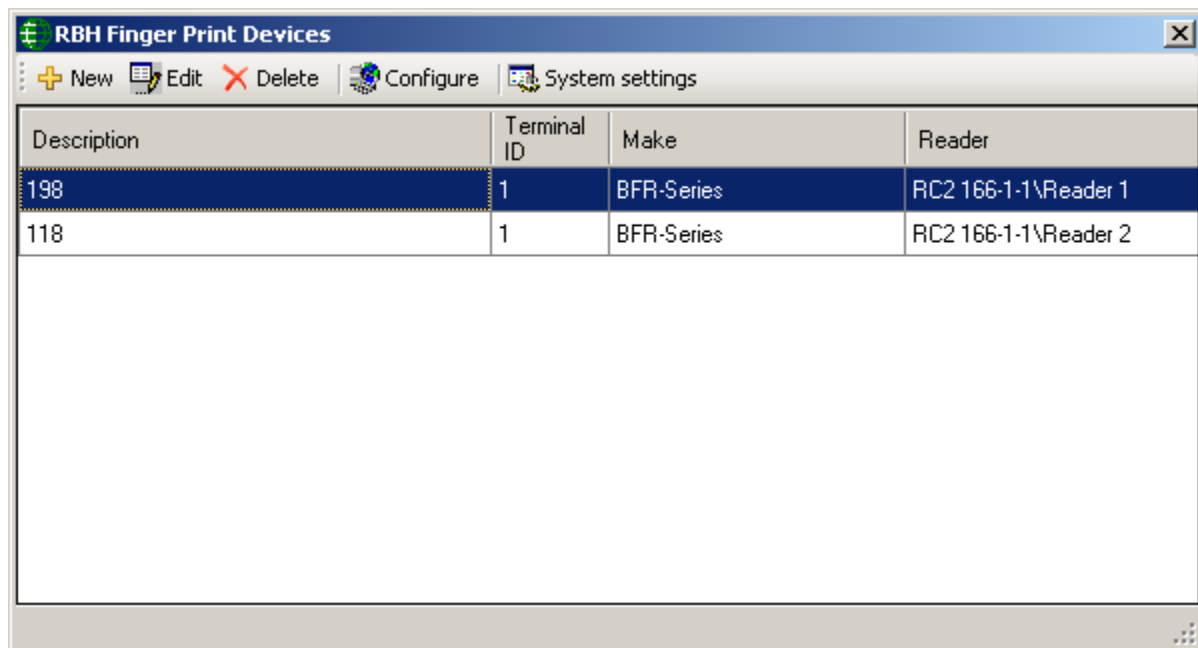 RBH Finger Print Devices
New Edit Delete Configure System settings
Description Terminal ID Make Reader
198 1 BFR-Series RC2 166-1-1\Reader 1
118 1 BFR-Series RC2 166-1-1\Reader 2